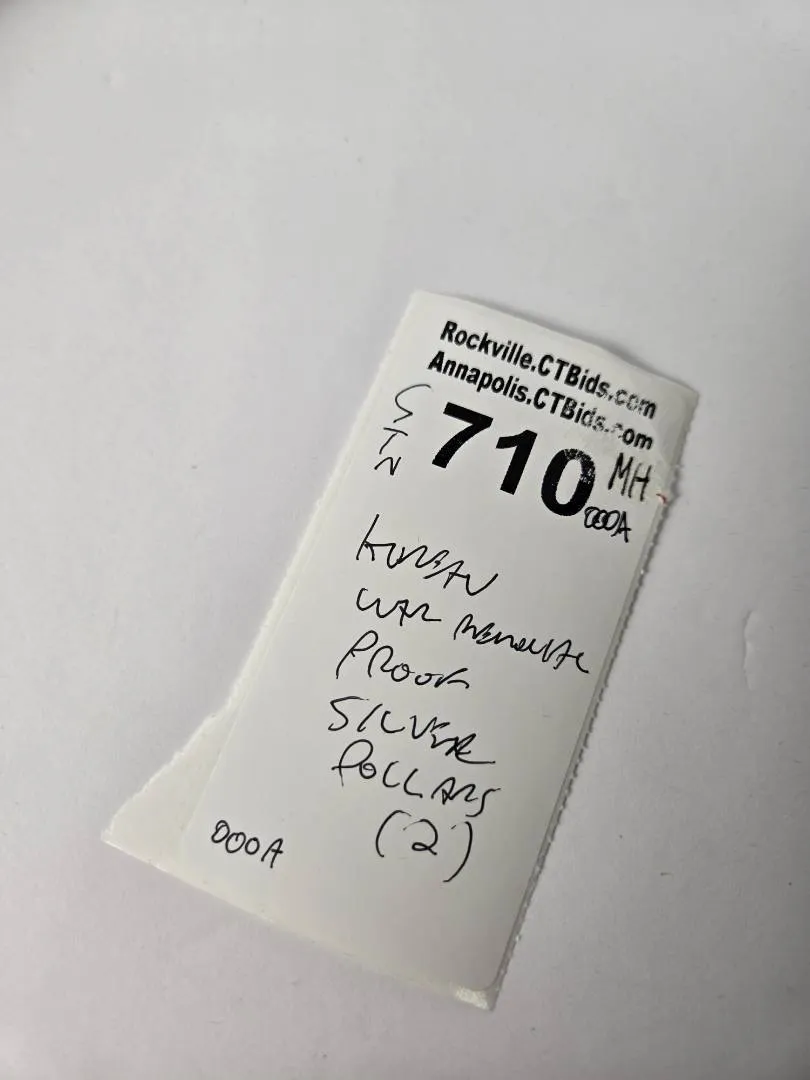 Rockville.CTBids.com
Annapolis.CTBids.com
710 MH
000A
KOREAN
WAR MEMORIAL
PROOF
SILVER
DOLLARS
(2)
000A